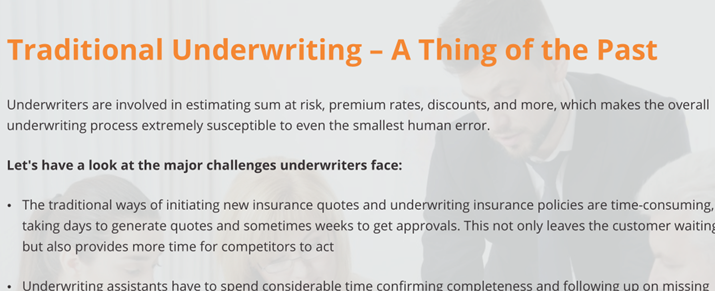 Traditional Underwriting – A Thing of the Past
Underwriters are involved in estimating sum at risk, premium rates, discounts, and more, which makes the overall
underwriting process extremely susceptible to even the smallest human error.
Let's have a look at the major challenges underwriters face:
• The traditional ways of initiating new insurance quotes and underwriting insurance policies are time-consuming,
taking days to generate quotes and sometimes weeks to get approvals. This not only leaves the customer waiting
but also provides more time for competitors to act
• Underwriting assistants have to spend considerable time confirming completeness and following up on missing